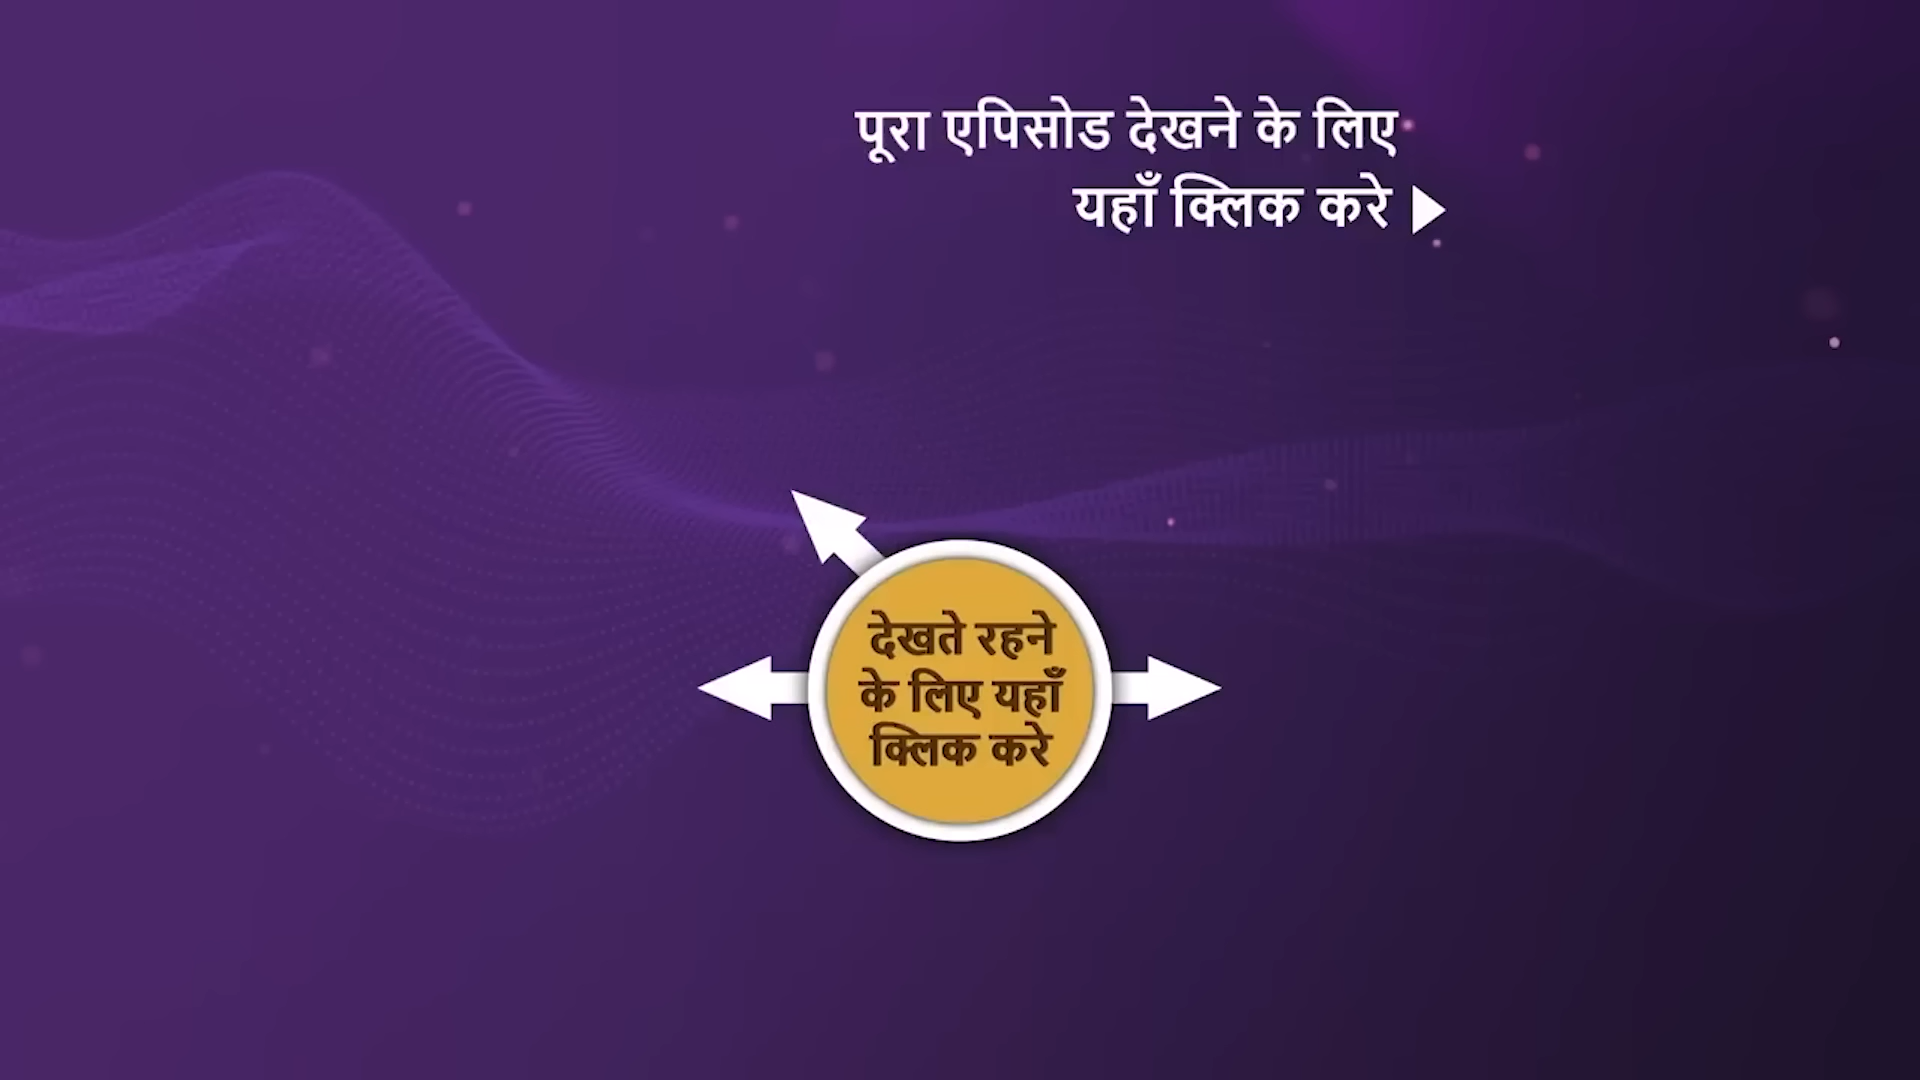 पूरा एपिसोड देखने के लिए
यहाँ क्लिक करे
देखते रहने
के लिए यहाँ
क्लिक करे